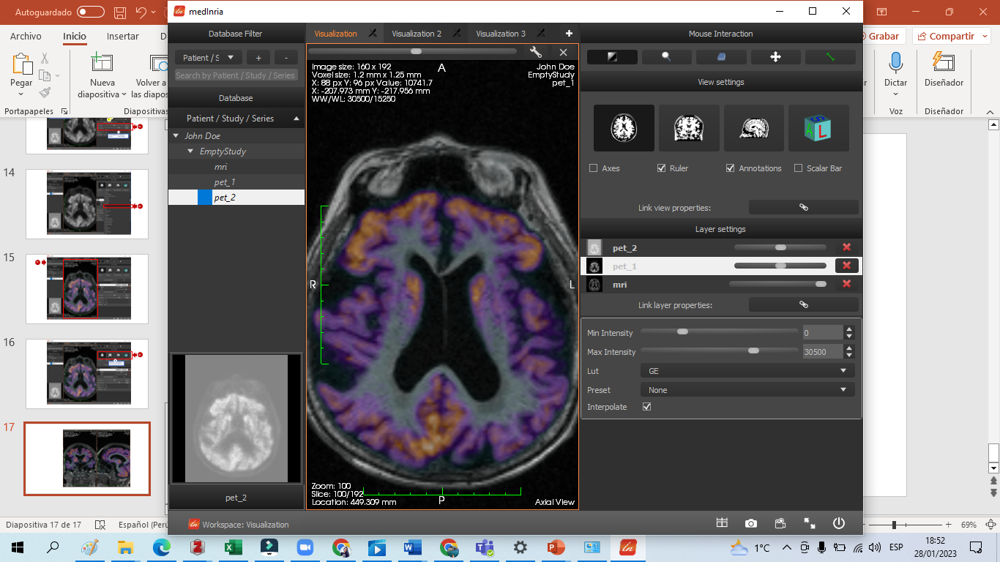 Autoguardado
medInria
Archivo
Inicio
Insertar
Grabar
Compartir
Pegar
Nueva
diapositiva
Volver a
las diapos
Portapapeles
Diapositivas
Dictar
Diseñador
Voz
Diseñador
14
15
16
17
Database Filter
Patient / S
+
-
Search by Patient / Study / Series
Database
Patient / Study / Series
John Doe
EmptyStudy
mri
pet_1
pet_2
pet_2
Visualization
Visualization 2
Visualization 3
+
Image size: 160 x 192
Voxel size: 1.2 mm x 1.25 mm
X: 88 px Y: 96 px Value: 10741.7
X: -207.973 mm Y: -217.956 mm
WW/WL: 30500/15250
A
John Doe
EmptyStudy
pet_1
R
L
Zoom: 100
Slice: 100/192
Location: 449.309 mm
P
Axial View
Mouse Interaction
View settings
S
A
L
Axes
Ruler
Annotations
Scalar Bar
Link view properties:
Layer settings
pet_2
pet_1
mri
Link layer properties:
Min Intensity
0
Max Intensity
30500
Lut
GE
Preset
None
Interpolate
Workspace: Visualization
Diapositiva 17 de 17
Español (Perú
69%
1°C
ESP
18:52
28/01/2023